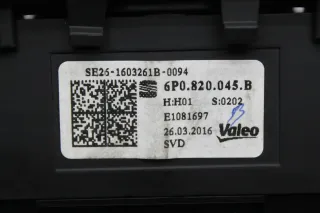 SE26-1603261B-0094
6P0.820.045.B
H:H01 S:0202
E1081697
26.03.2016 Valeo
SVD